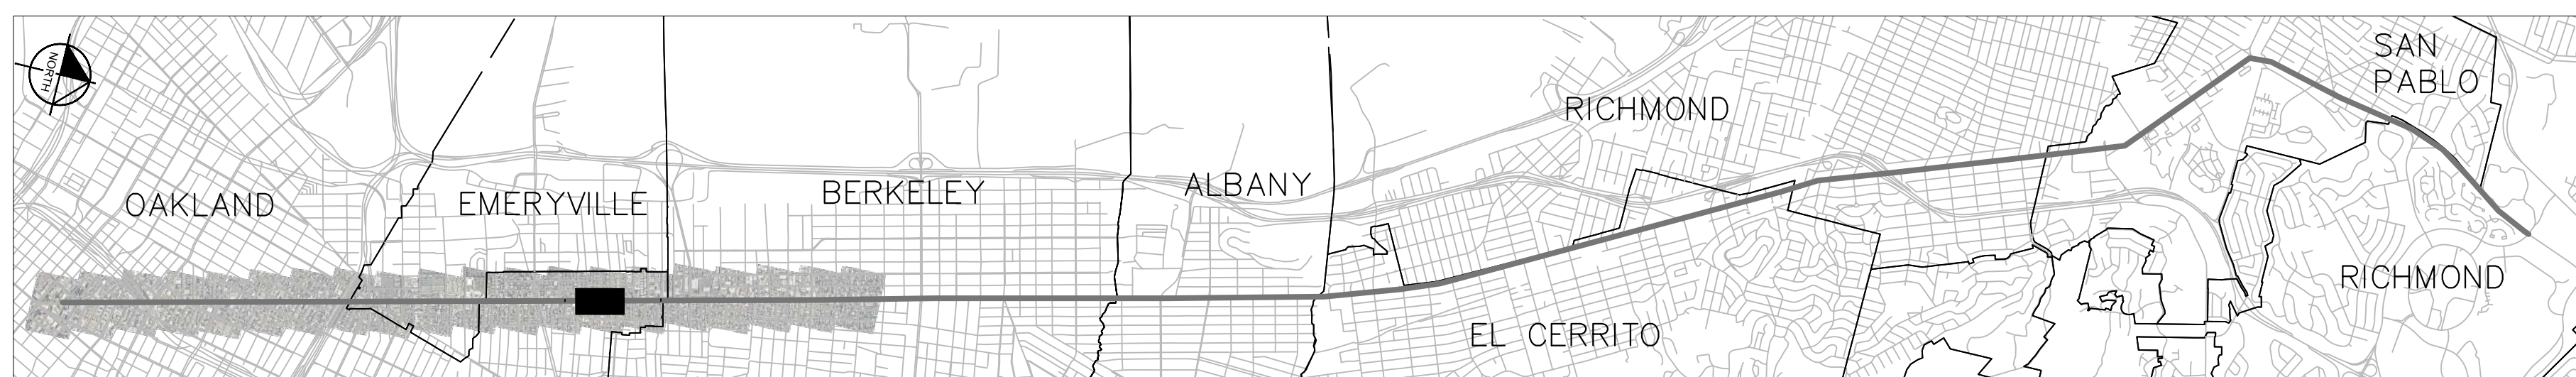 NORTH
OAKLAND
EMERYVILLE
BERKELEY
ALBANY
RICHMOND
EL CERRITO
SAN
PABLO
RICHMOND